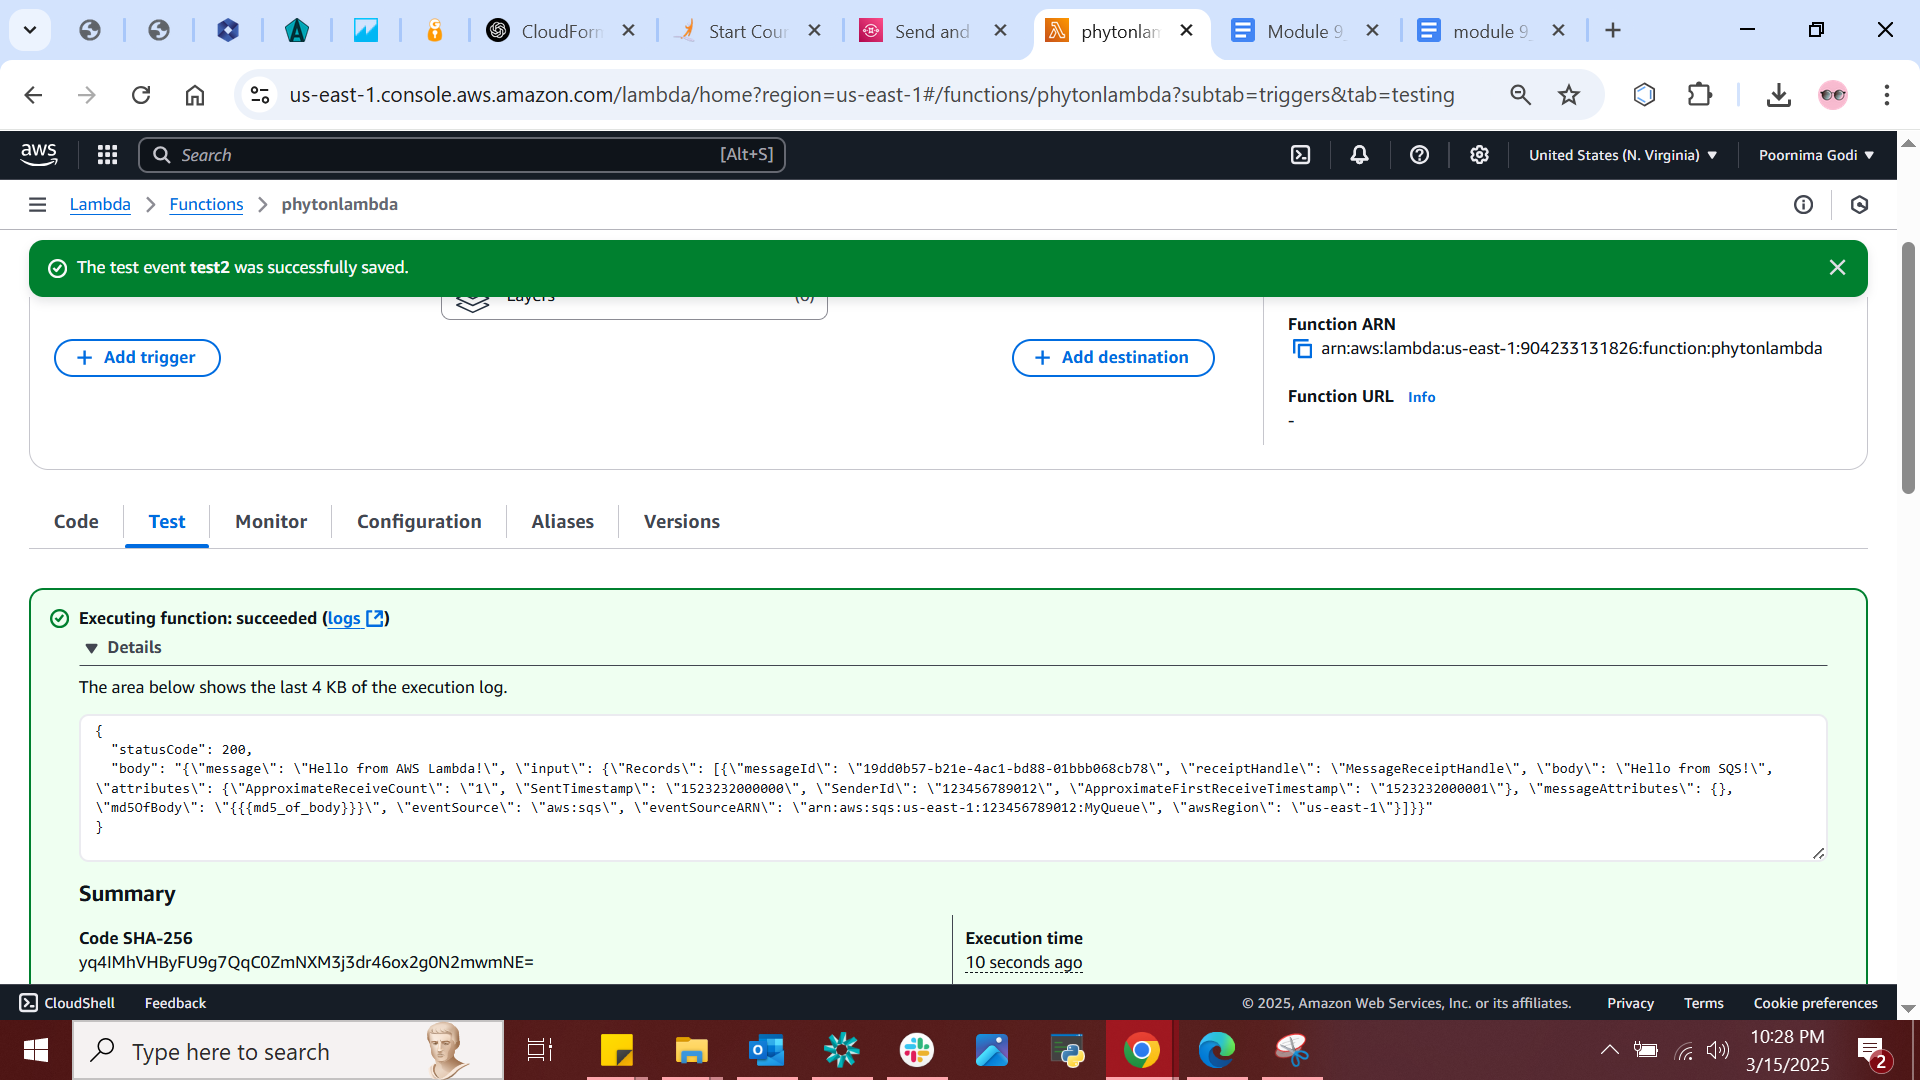 CloudForm
Start Cour
Send and
phytonlam
Module 9_
module 9_
us-east-1.console.aws.amazon.com/lambda/home?region=us-east-1#/functions/phytonlambda?subtab=triggers&tab=testing
aws
Search
[Alt+S]
United States (N. Virginia)
Poornima Godi
Lambda
Functions
phytonlambda
The test event test2 was successfully saved.
Layers
(0)
Add trigger
Add destination
Function ARN
arn:aws:lambda:us-east-1:904233131826:function:phytonlambda
Function URL
Info
-
Code
Test
Monitor
Configuration
Aliases
Versions
Executing function: succeeded (logs)
Details
The area below shows the last 4 KB of the execution log.
{
"statusCode": 200,
"body": "{\"message\": \"Hello from AWS Lambda!\", \"input\": {\"Records\": [{\"messageId\": \"19dd0b57-b21e-4ac1-bd88-01bbb068cb78\", \"receiptHandle\": \"MessageReceiptHandle\", \"body\": \"Hello from SQS!\",
\"attributes\": {\"ApproximateReceiveCount\": \"1\", \"SentTimestamp\": \"1523232000000\", \"SenderId\": \"123456789012\", \"ApproximateFirstReceiveTimestamp\": \"1523232000001\"}, \"messageAttributes\": {},
\"md5OfBody\": \"{{{md5_of_body}}}\", \"eventSource\": \"aws:sqs\", \"eventSourceARN\": \"arn:aws:sqs:us-east-1:123456789012:MyQueue\", \"awsRegion\": \"us-east-1\"}]}}"
}
Summary
Code SHA-256
yq4IMhVHByFU9g7QqC0ZmNXM3j3dr46ox2g0N2mwmNE=
Execution time
10 seconds ago
CloudShell
Feedback
© 2025, Amazon Web Services, Inc. or its affiliates.
Privacy
Terms
Cookie preferences
Type here to search
10:28 PM
3/15/2025
2